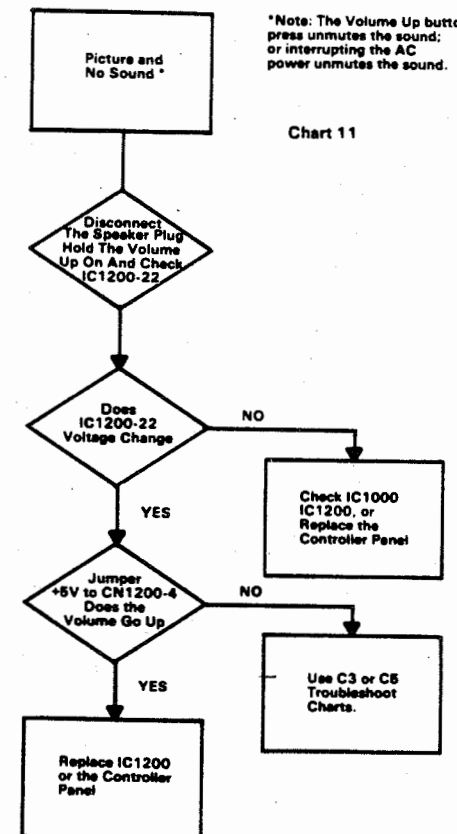 Picture and
No Sound *
*Note: The Volume Up butto
press unmutes the sound;
or interrupting the AC
power unmutes the sound.
Chart 11
Disconnect
The Speaker Plug
Hold The Volume
Up On And Check
IC1200-22
Does
IC1200-22
Voltage Change
NO
Check IC1000
IC1200, or
Replace the
Controller Panel
YES
Jumper
+5V to CN1200-4
Does the
Volume Go Up
NO
Use C3 or C5
Troubleshoot
Charts.
YES
Replace IC1200
or the Controller
Panel